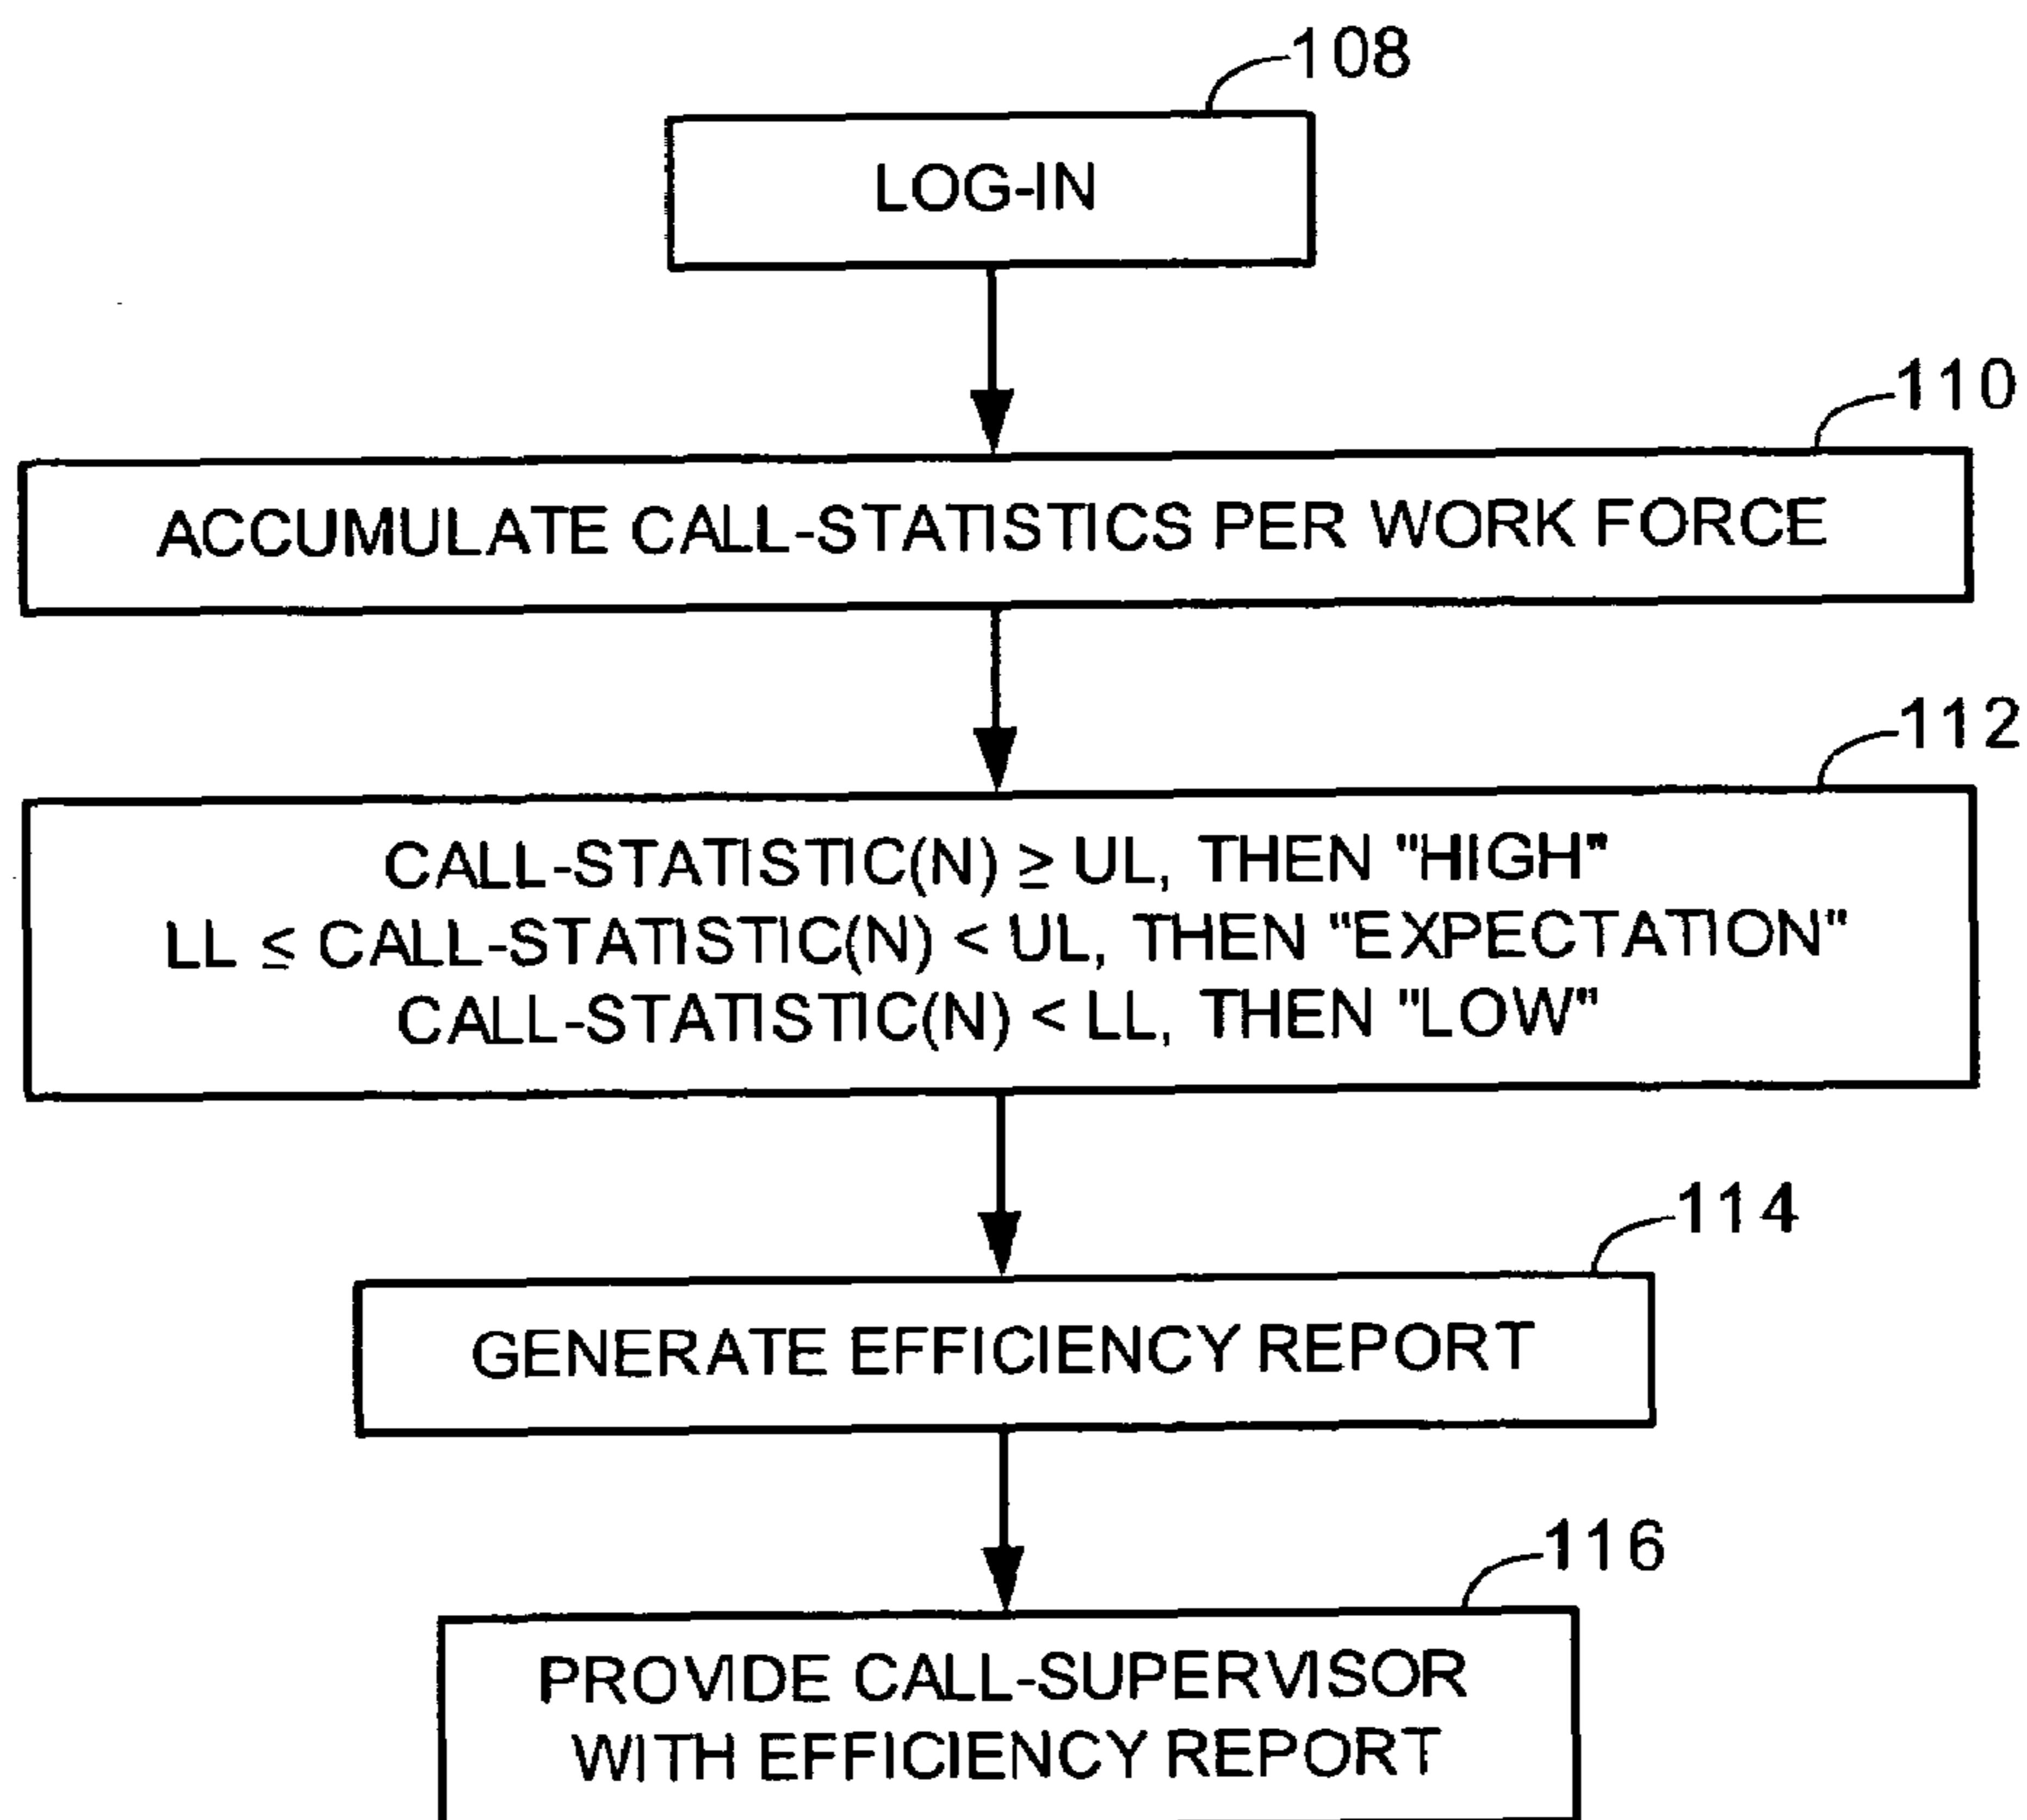 108
LOG-IN
110
ACCUMULATE CALL-STATISTICS PER WORK FORCE
112
CALL-STATISTIC(N) ≥ UL, THEN "HIGH"
LL ≤ CALL-STATISTIC(N) < UL, THEN "EXPECTATION"
CALL-STATISTIC(N) < LL, THEN "LOW"
114
GENERATE EFFICIENCY REPORT
116
PROVIDE CALL-SUPERVISOR
WITH EFFICIENCY REPORT